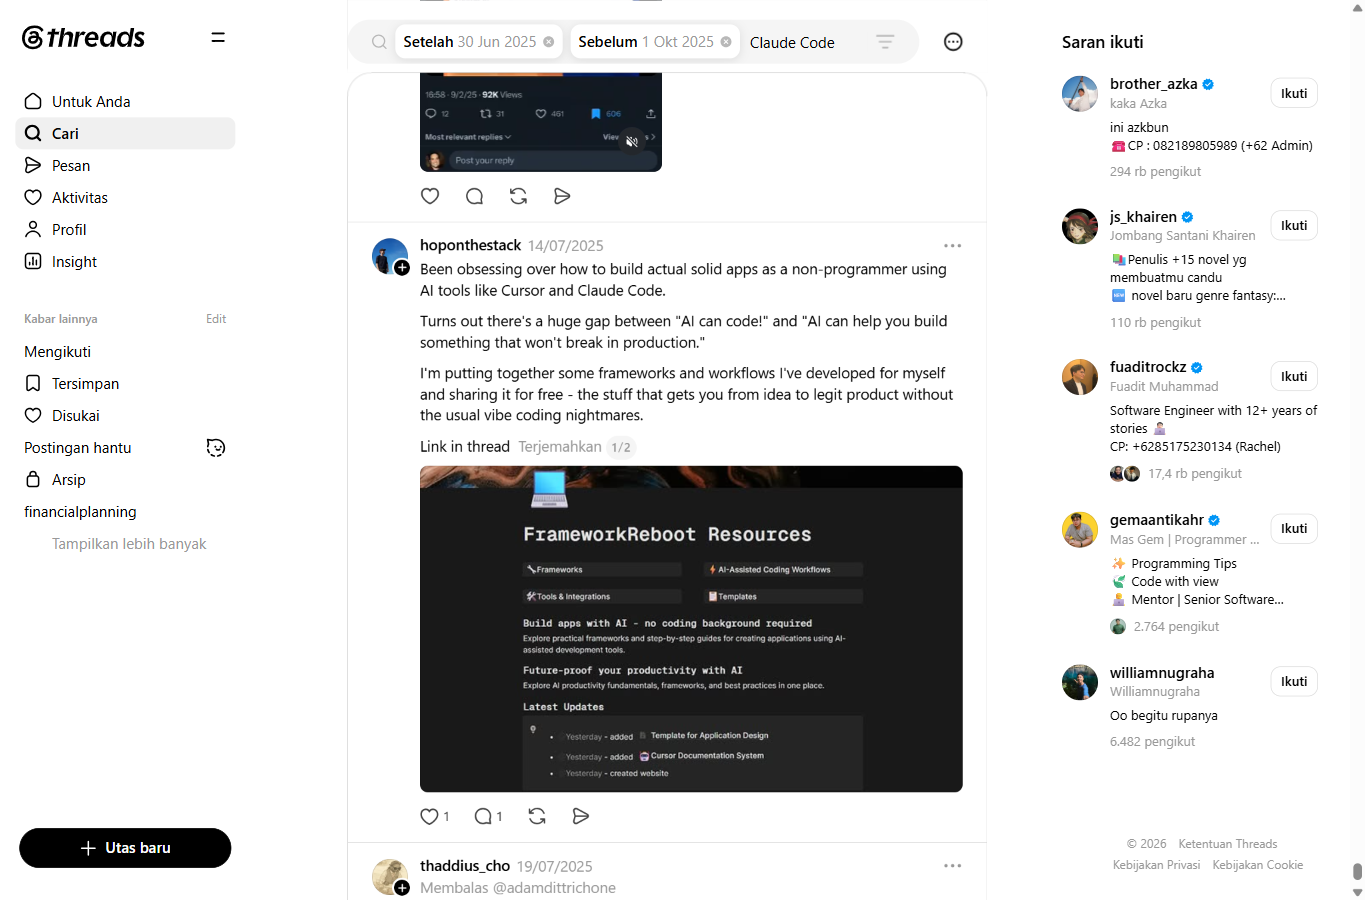 threads
Untuk Anda
Cari
Pesan
Aktivitas
Profil
Insight
Kabar lainnya
Edit
Mengikuti
Tersimpan
Disukai
Postingan hantu
Arsip
financialplanning
Tampilkan lebih banyak
Utas baru
Setelah 30 Jun 2025
Sebelum 1 Okt 2025
Claude Code
16:58 · 9/2/25 · 92K Views
12
31
461
606
Most relevant replies
View
Post your reply
hoponthestack 14/07/2025
Been obsessing over how to build actual solid apps as a non-programmer using
AI tools like Cursor and Claude Code.
Turns out there's a huge gap between "AI can code!" and "AI can help you build
something that won't break in production."
I'm putting together some frameworks and workflows I've developed for myself
and sharing it for free - the stuff that gets you from idea to legit product without
the usual vibe coding nightmares.
Link in thread Terjemahkan 1/2
FrameworkReboot Resources
Frameworks
AI-Assisted Coding Workflows
Tools & Integrations
Templates
Build apps with AI - no coding background required
Explore practical frameworks and step-by-step guides for creating applications using AI-
assisted development tools.
Future-proof your productivity with AI
Explore AI productivity fundamentals, frameworks, and best practices in one place.
Latest Updates
• Yesterday - added Template for Application Design
• Yesterday - added Cursor Documentation System
• Yesterday - created website
1
1
thaddius_cho 19/07/2025
Membalas @adamdittrichone
Saran ikuti
brother_azka
Ikuti
kaka Azka
ini azkbun
☎️CP : 082189805989 (+62 Admin)
294 rb pengikut
js_khairen
Ikuti
Jombang Santani Khairen
📚Penulis +15 novel yg
membuatmu candu
🆕 novel baru genre fantasy:...
110 rb pengikut
fuaditrockz
Ikuti
Fuadit Muhammad
Software Engineer with 12+ years of
stories
CP: +6285175230134 (Rachel)
17,4 rb pengikut
gemaantikahr
Ikuti
Mas Gem | Programmer ...
✨ Programming Tips
Code with view
Mentor | Senior Software...
2.764 pengikut
williamnugraha
Ikuti
Williamnugraha
Oo begitu rupanya
6.482 pengikut
© 2026 Ketentuan Threads
Kebijakan Privasi Kebijakan Cookie